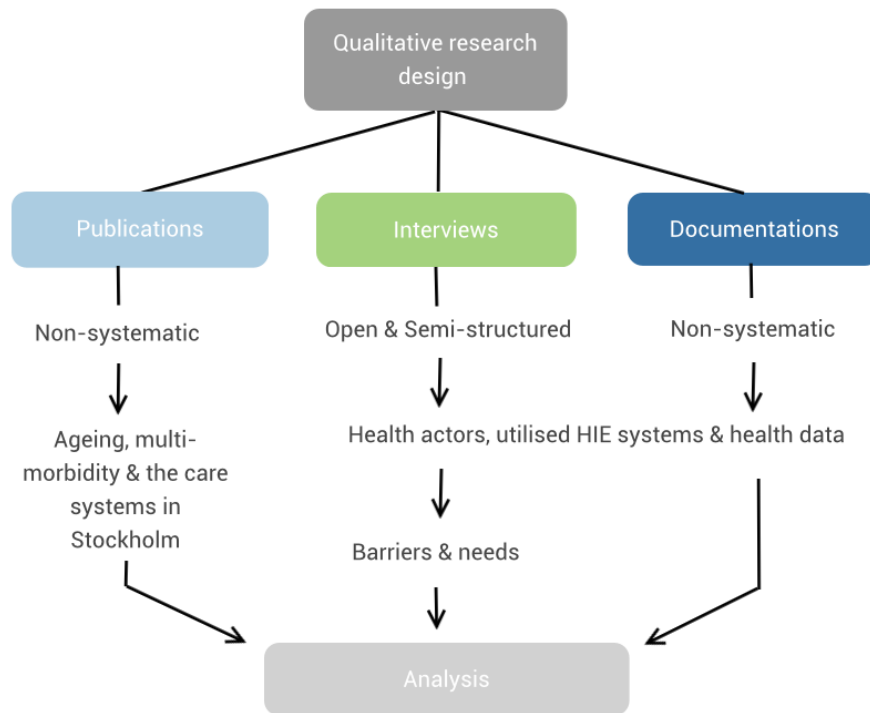 Qualitative research
design
Publications
Interviews
Documentations
Non-systematic
Open & Semi-structured
Non-systematic
Ageing, multi-
morbidity & the care
systems in
Stockholm
Health actors, utilised HIE systems & health data
Barriers & needs
Analysis